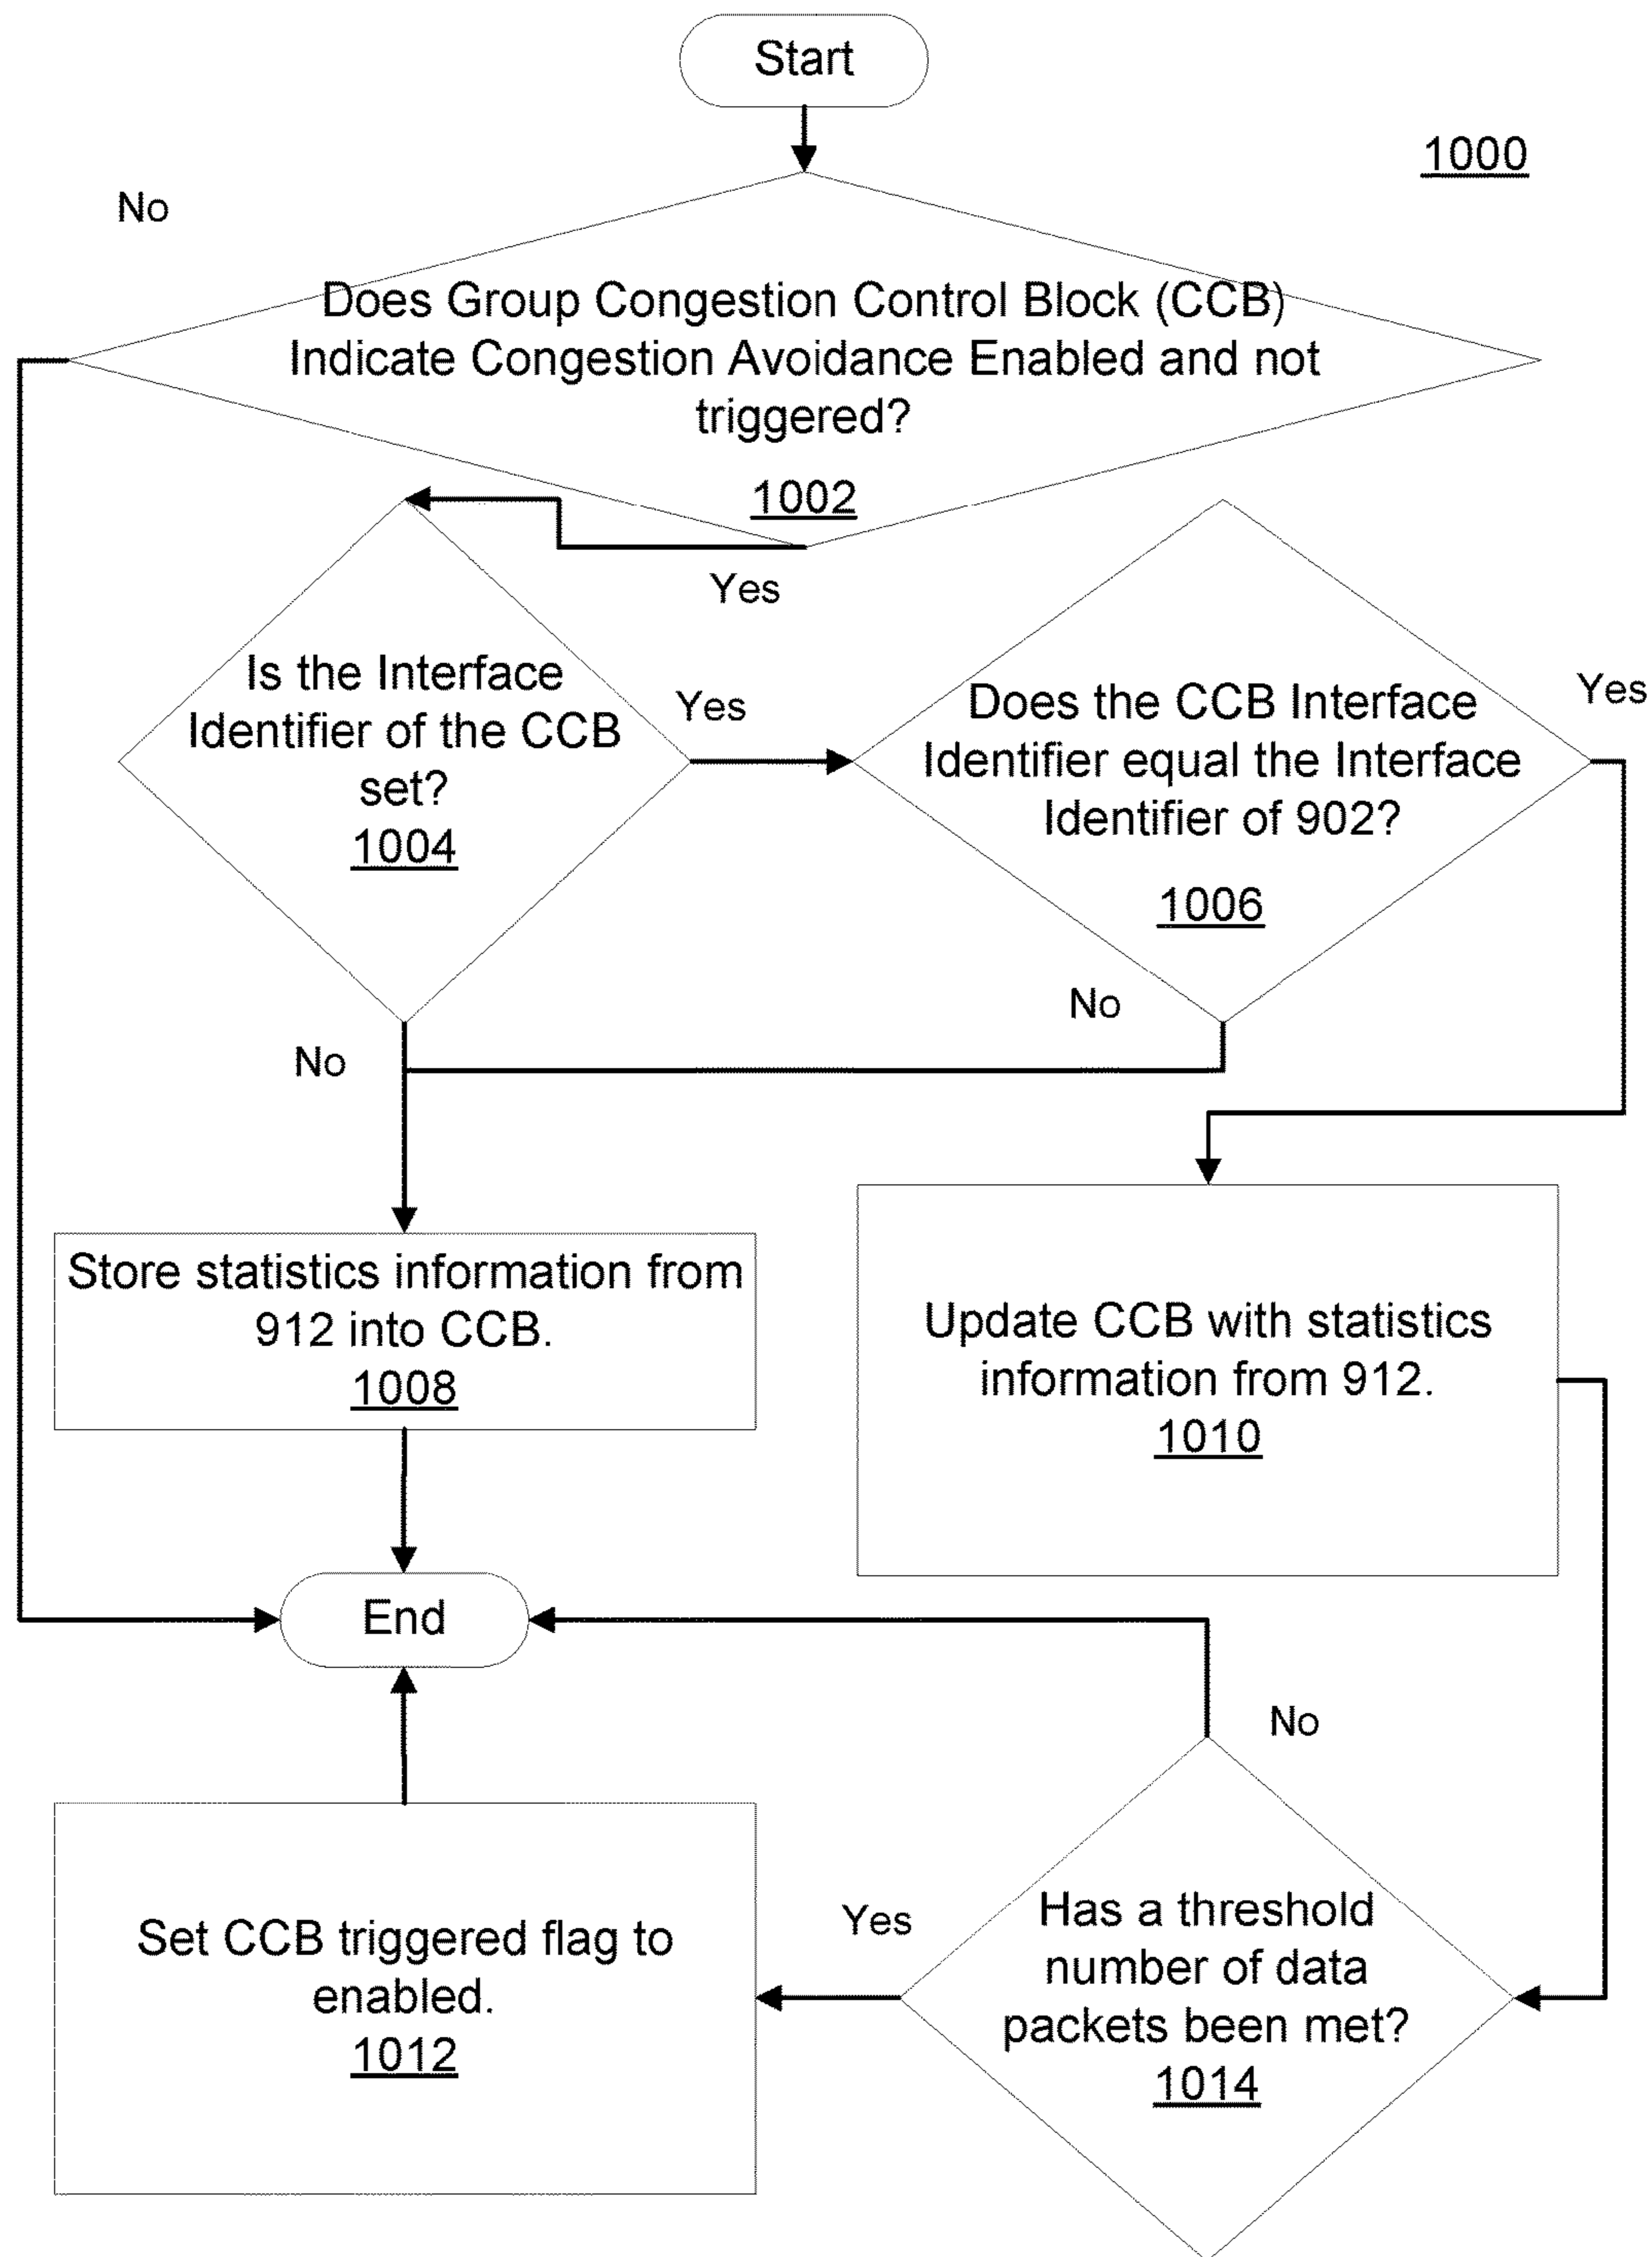 Start
1000
No
Does Group Congestion Control Block (CCB)
Indicate Congestion Avoidance Enabled and not
triggered?
1002
Yes
Is the Interface
Identifier of the CCB
set?
1004
Yes
Does the CCB Interface
Identifier equal the Interface
Identifier of 902?
1006
Yes
No
No
Store statistics information from
912 into CCB.
1008
Update CCB with statistics
information from 912.
1010
End
No
Set CCB triggered flag to
enabled.
1012
Yes
Has a threshold
number of data
packets been met?
1014